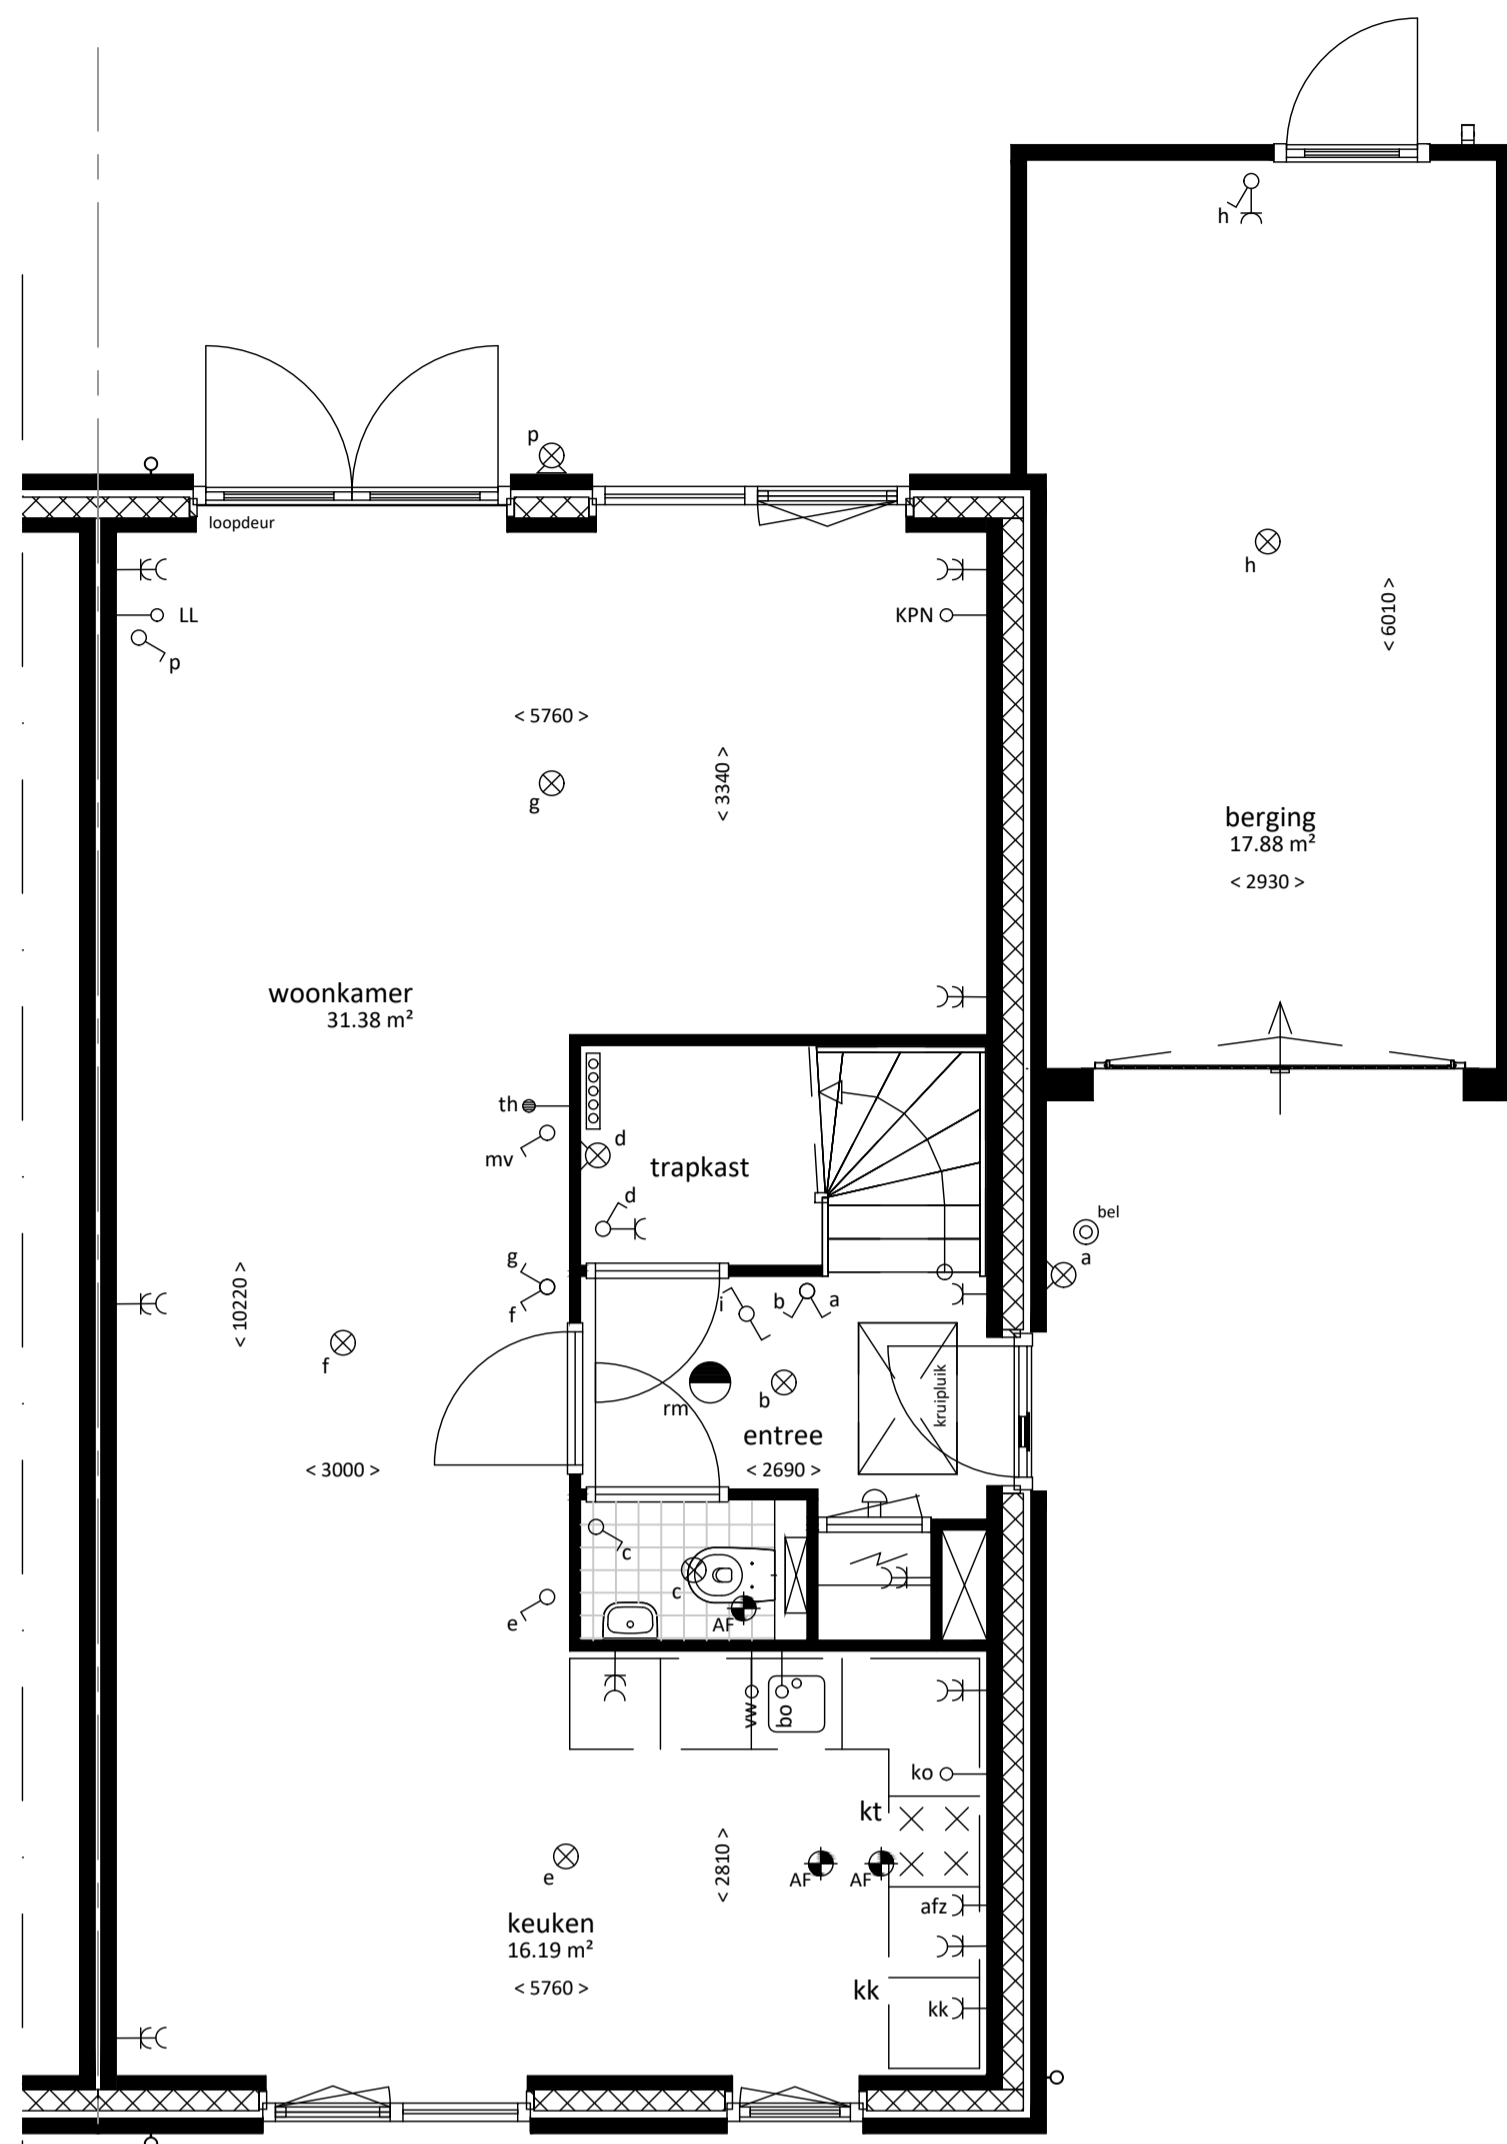 h
p
loopdeur
h
LL
KPN
p
< 6010 >
< 5760 >
< 3340 >
g
berging
17.88 m²
< 2930 >
woonkamer
31.38 m²
th
d
mv
trapkast
d
bel
a
g
f
i
b
a
< 10220 >
f
kruipluik
b
rm
entree
< 3000 >
< 2690 >
c
c
e
AF
vw
bo
ko
kt
e
< 2810 >
AF
AF
afz
keuken
16.19 m²
< 5760 >
kk
kk